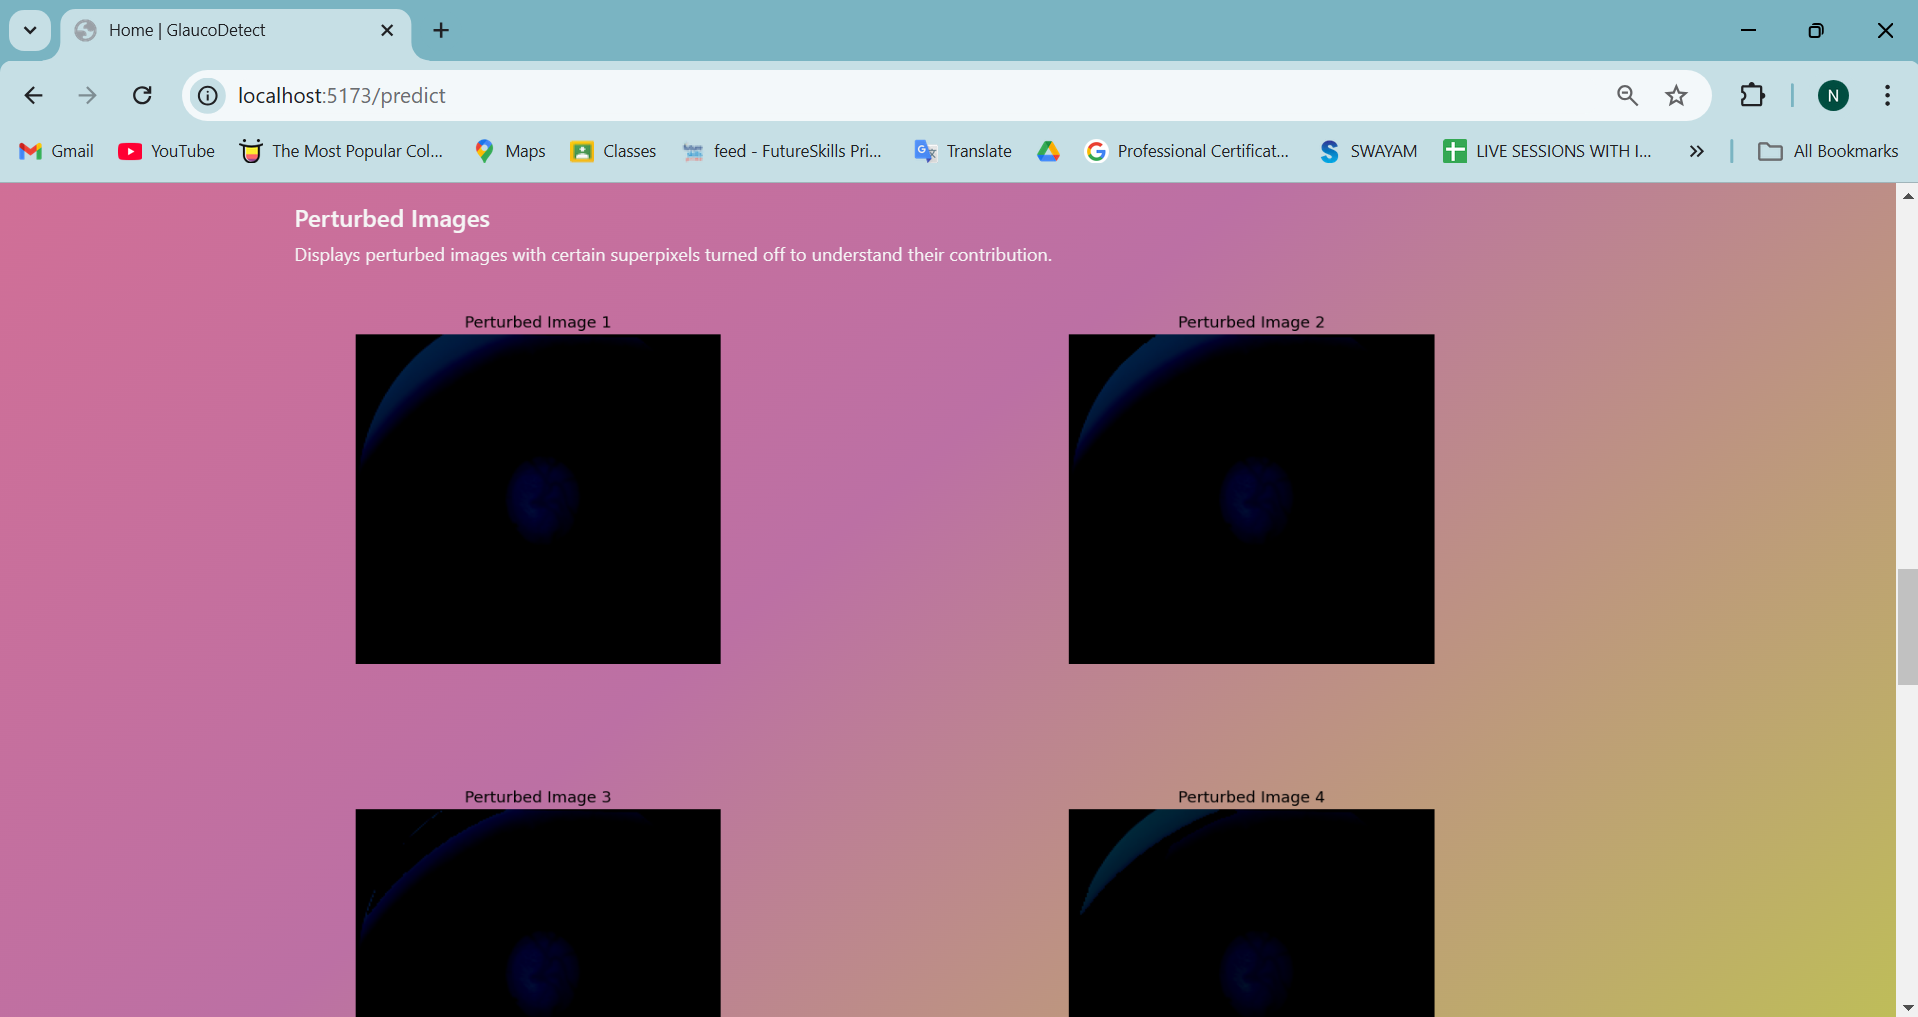 Home | GlaucoDetect
localhost:5173/predict
N
Gmail
YouTube
The Most Popular Col...
Maps
Classes
feed - FutureSkills Pri...
Translate
Professional Certificat...
SWAYAM
LIVE SESSIONS WITH I...
All Bookmarks
Perturbed Images
Displays perturbed images with certain superpixels turned off to understand their contribution.
Perturbed Image 1
Perturbed Image 2
Perturbed Image 3
Perturbed Image 4